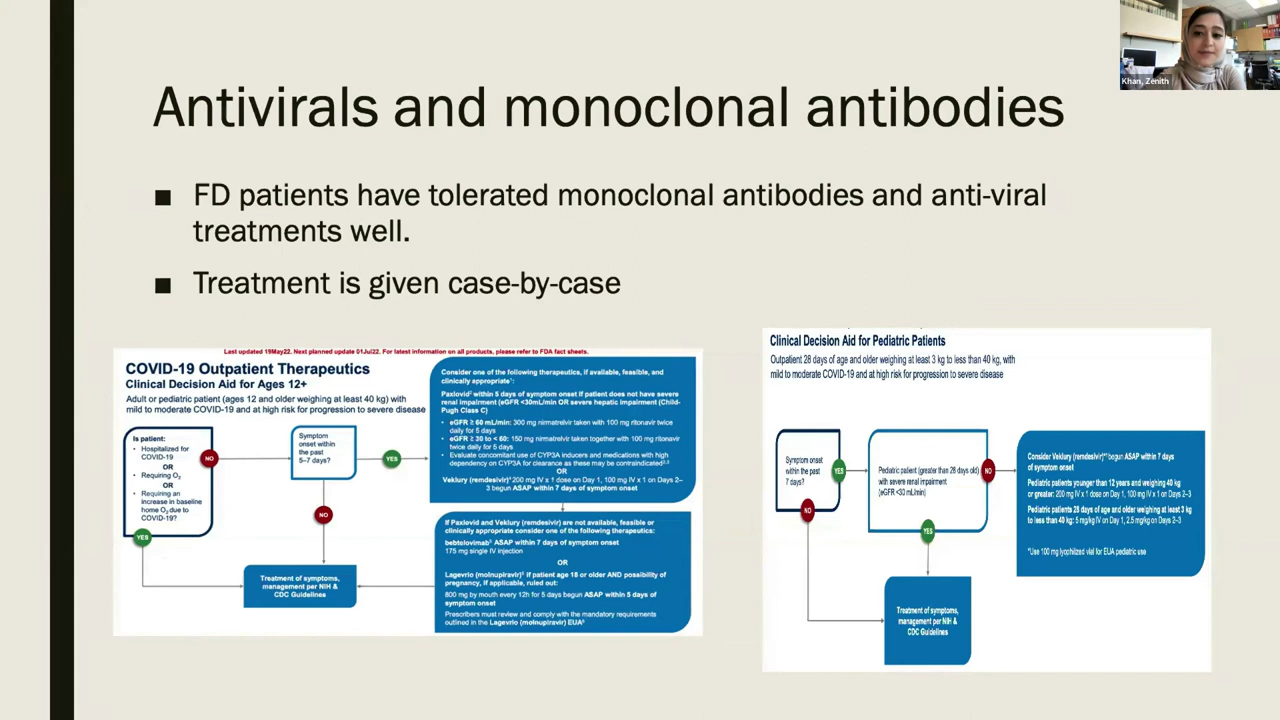 Khan, Zenith
Antivirals and monoclonal antibodies
■ FD patients have tolerated monoclonal antibodies and anti-viral
treatments well.
■ Treatment is given case-by-case
Last updated 19May22. Next planned update 01Jul22. For latest information on all products, please refer to FDA fact sheets.
COVID-19 Outpatient Therapeutics
Clinical Decision Aid for Ages 12+
Adult or pediatric patient (ages 12 and older weighing at least 40 kg) with
mild to moderate COVID-19 and at high risk for progression to severe disease
Is patient:
• Hospitalized for
COVID-19
OR
• Requiring O₂
OR
• Requiring an
increase in baseline
home O₂ due to
COVID-19?
NO
YES
Symptom
onset within
the past
5–7 days?
YES
NO
Treatment of symptoms,
management per NIH &
CDC Guidelines
Consider one of the following therapeutics, if available, feasible, and
clinically appropriate¹:
Paxlovid² within 5 days of symptom onset if patient does not have severe
renal impairment (eGFR <30mL/min OR severe hepatic impairment (Child-
Pugh Class C)
• eGFR ≥ 60 mL/min: 300 mg nirmatrelvir taken with 100 mg ritonavir twice
daily for 5 days
• eGFR ≥ 30 to < 60: 150 mg nirmatrelvir taken together with 100 mg ritonavir
twice daily for 5 days
• Evaluate concomitant use of CYP3A inducers and medications with high
dependency on CYP3A for clearance as these may be contraindicated²,³
OR
Veklury (remdesivir)⁴ 200 mg IV x 1 dose on Day 1, 100 mg IV x 1 on Days 2–
3 begun ASAP within 7 days of symptom onset
If Paxlovid and Veklury (remdesivir) are not available, feasible or
clinically appropriate consider one of the following therapeutics:
bebtelovimab⁵ ASAP within 7 days of symptom onset
175 mg single IV injection
OR
Lagevrio (molnupiravir)⁶ if patient age 18 or older AND possibility of
pregnancy, if applicable, ruled out:
800 mg by mouth every 12h for 5 days begun ASAP within 5 days of
symptom onset
Prescribers must review and comply with the mandatory requirements
outlined in the Lagevrio (molnupiravir) EUA⁶
Clinical Decision Aid for Pediatric Patients
Outpatient 28 days of age and older weighing at least 3 kg to less than 40 kg, with
mild to moderate COVID-19 and at high risk for progression to severe disease
Symptom onset
within the past
7 days?
YES
NO
Pediatric patient (greater than 28 days old)
with severe renal impairment
(eGFR <30 mL/min)
NO
YES
Treatment of symptoms,
management per NIH &
CDC Guidelines
Consider Veklury (remdesivir)⁴* begun ASAP within 7 days
of symptom onset
Pediatric patients younger than 12 years and weighing 40 kg
or greater: 200 mg IV x 1 dose on Day 1, 100 mg IV x 1 on Days 2–3
Pediatric patients 28 days of age and older weighing at least 3 kg
to less than 40 kg: 5 mg/kg IV on Day 1, 2.5 mg/kg on Days 2–3
*Use 100 mg lyophilized vial for EUA pediatric use